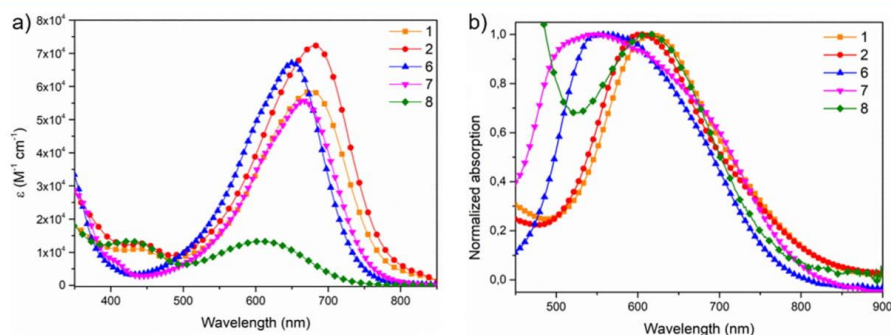 a)
8x10⁴
7x10⁴
6x10⁴
5x10⁴
4x10⁴
3x10⁴
2x10⁴
1x10⁴
0
ε (M⁻¹ cm⁻¹)
400 500 600 700 800
Wavelength (nm)
1
2
6
7
8
b)
1,0
0,8
0,6
0,4
0,2
0,0
Normalized absorption
500 600 700 800 900
Wavelength (nm)
1
2
6
7
8